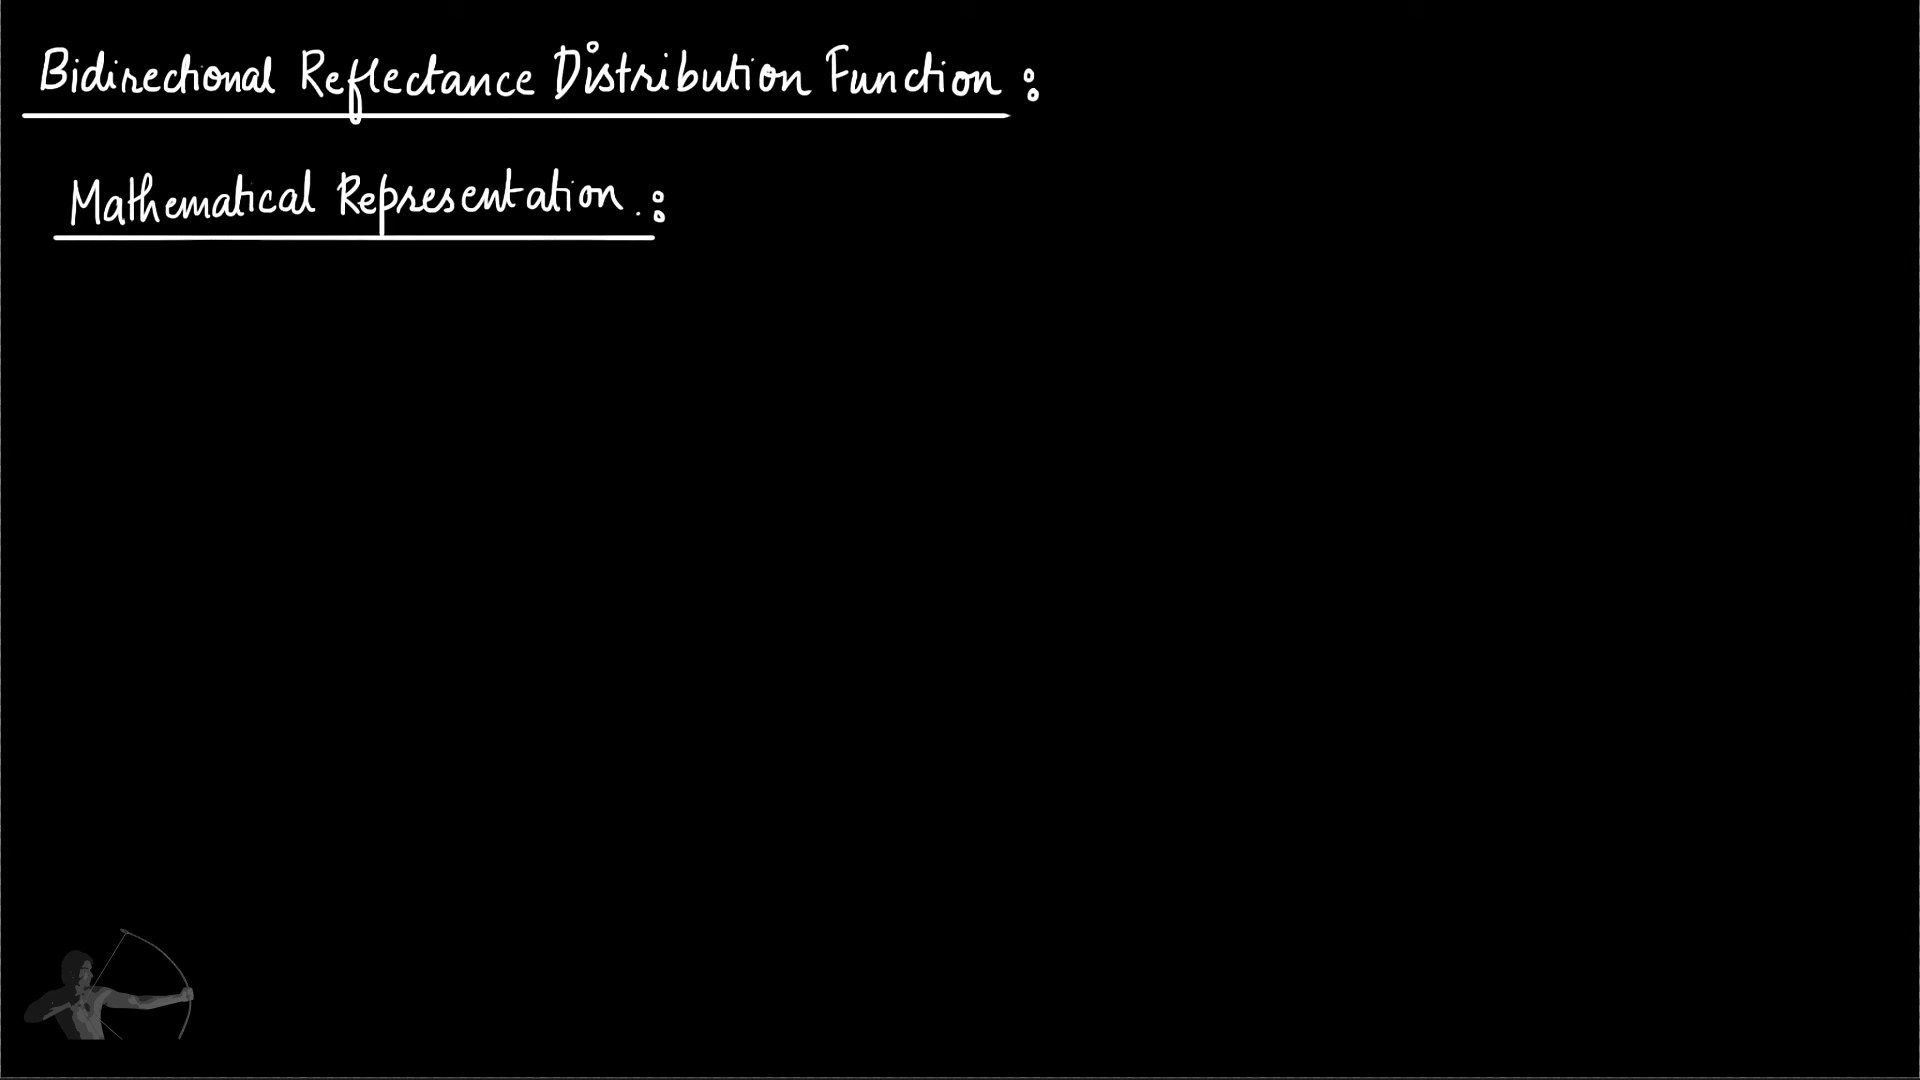 Bidirectional Reflectance Distribution Function :
Mathematical Representation. :